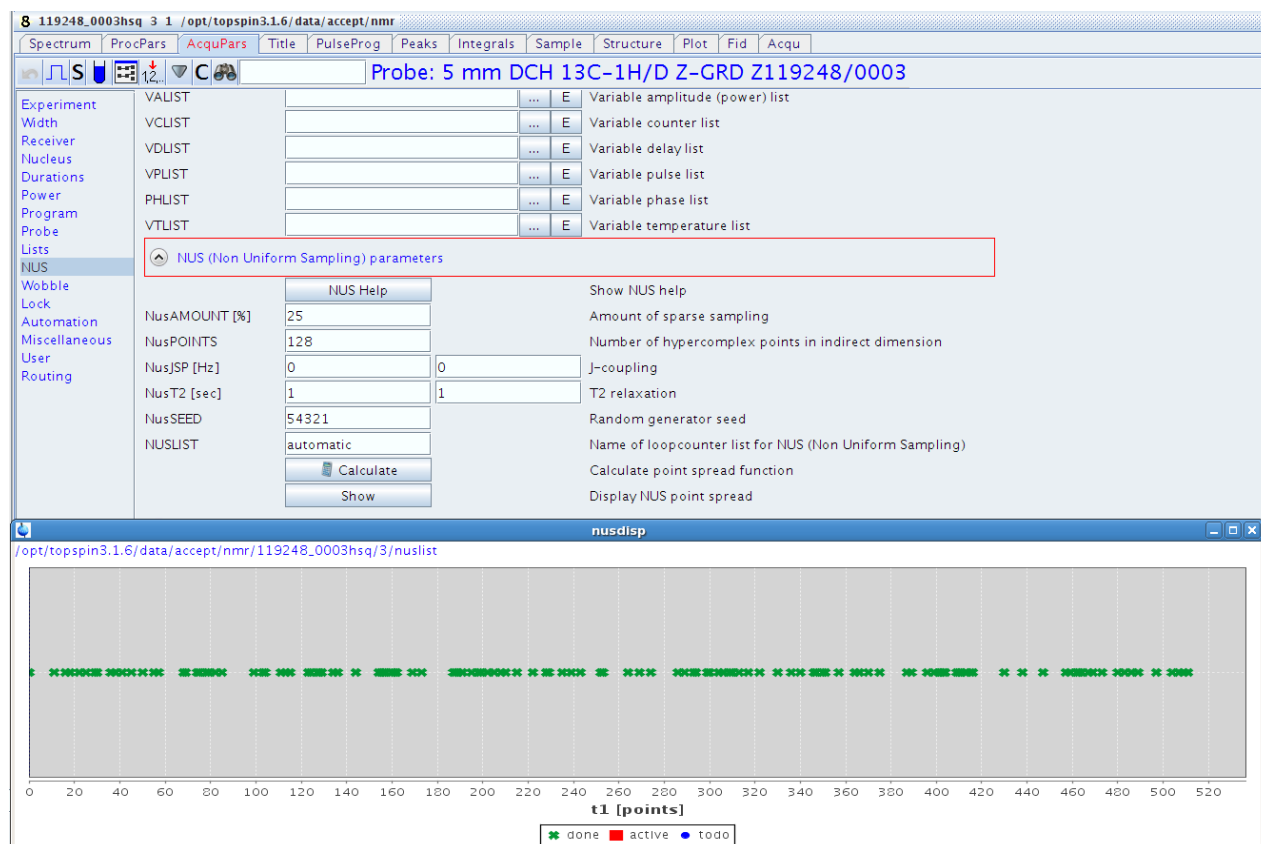 119248_0003hsq 3 1 /opt/topspin3.1.6/data/accept/nmr
Spectrum ProcPars AcquPars Title PulseProg Peaks Integrals Sample Structure Plot Fid Acqu
S 1,2,.. C Probe: 5 mm DCH 13C-1H/D Z-GRD Z119248/0003
Experiment
Width
Receiver
Nucleus
Durations
Power
Program
Probe
Lists
NUS
Wobble
Lock
Automation
Miscellaneous
User
Routing
VALIST ... E Variable amplitude (power) list
VCLIST ... E Variable counter list
VDLIST ... E Variable delay list
VPLIST ... E Variable pulse list
PHLIST ... E Variable phase list
VTLIST ... E Variable temperature list
NUS (Non Uniform Sampling) parameters
NUS Help Show NUS help
NusAMOUNT [%] 25 Amount of sparse sampling
NusPOINTS 128 Number of hypercomplex points in indirect dimension
NusJSP [Hz] 0 0 J-coupling
NusT2 [sec] 1 1 T2 relaxation
NusSEED 54321 Random generator seed
NUSLIST automatic Name of loopcounter list for NUS (Non Uniform Sampling)
Calculate Calculate point spread function
Show Display NUS point spread
nusdisp
/opt/topspin3.1.6/data/accept/nmr/119248_0003hsq/3/nuslist
0 20 40 60 80 100 120 140 160 180 200 220 240 260 280 300 320 340 360 380 400 420 440 460 480 500 520
t1 [points]
done active todo